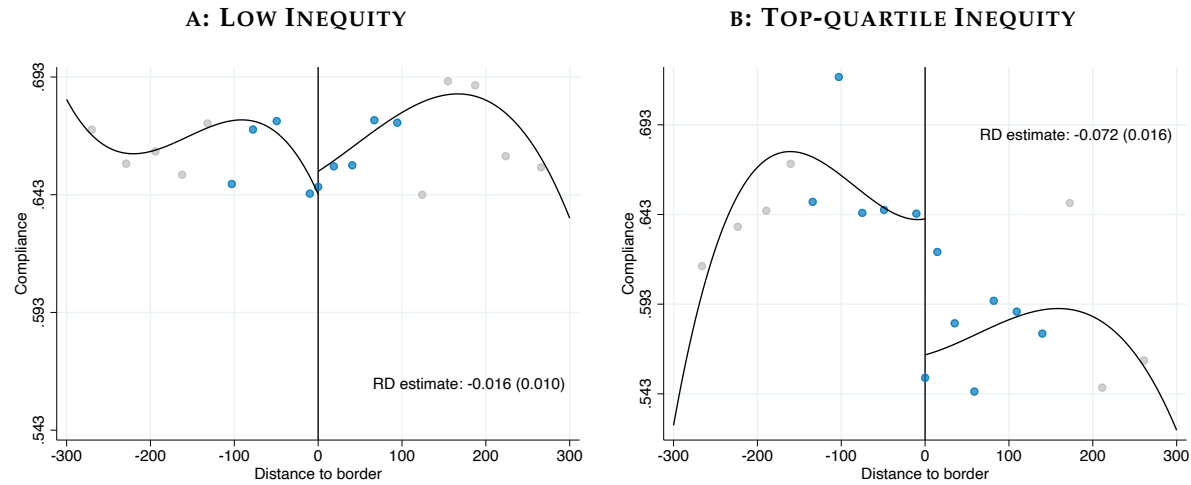 A: LOW INEQUITY
.693
.643
.593
.543
Compliance
RD estimate: -0.016 (0.010)
-300 -200 -100 0 100 200 300
Distance to border
B: TOP-QUARTILE INEQUITY
.693
.643
.593
.543
Compliance
RD estimate: -0.072 (0.016)
-300 -200 -100 0 100 200 300
Distance to border